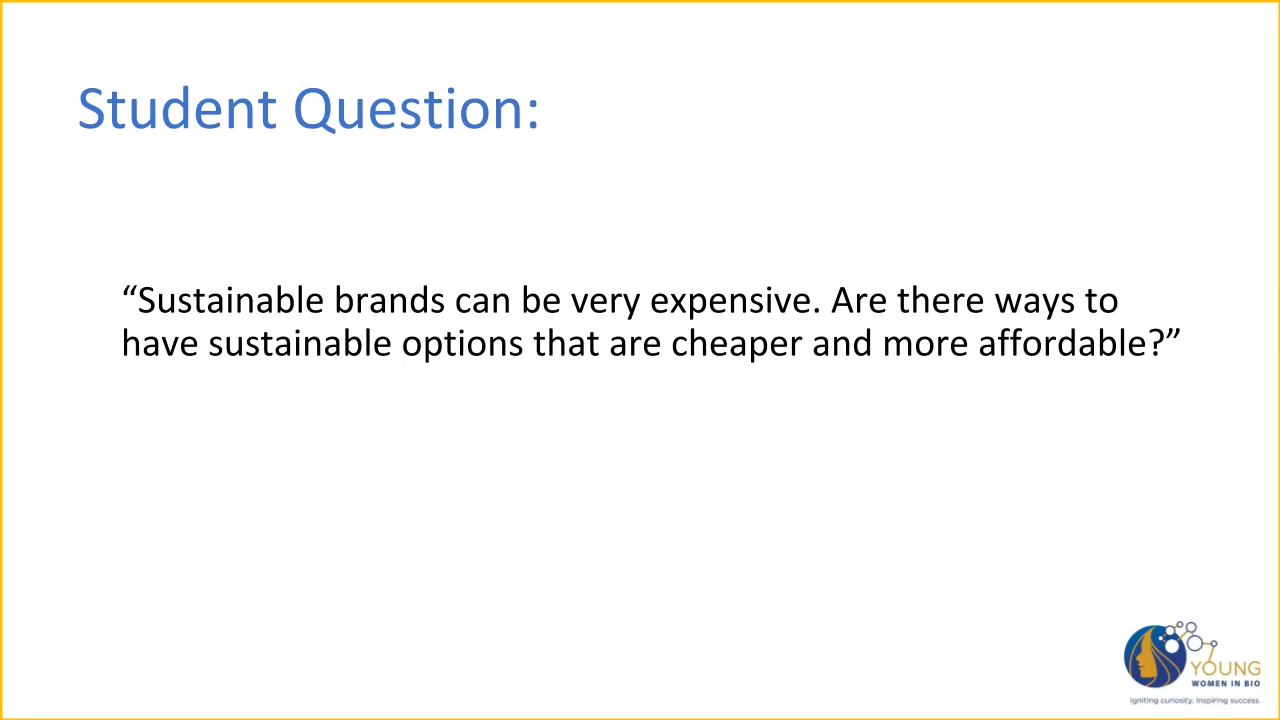 Student Question:
“Sustainable brands can be very expensive. Are there ways to
have sustainable options that are cheaper and more affordable?”
YOUNG
WOMEN IN BIO
Igniting curiosity. Inspiring success.